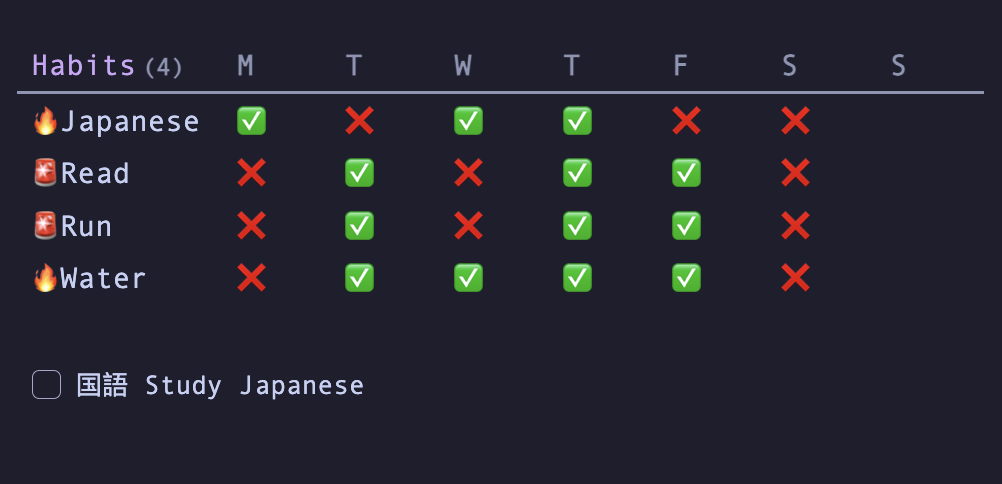 Habits (4) M T W T F S S
🔥Japanese ✅ ❌ ✅ ✅ ❌ ❌
🚨Read ❌ ✅ ❌ ✅ ✅ ❌
🚨Run ❌ ✅ ❌ ✅ ✅ ❌
🔥Water ❌ ✅ ✅ ✅ ✅ ❌
国語 Study Japanese